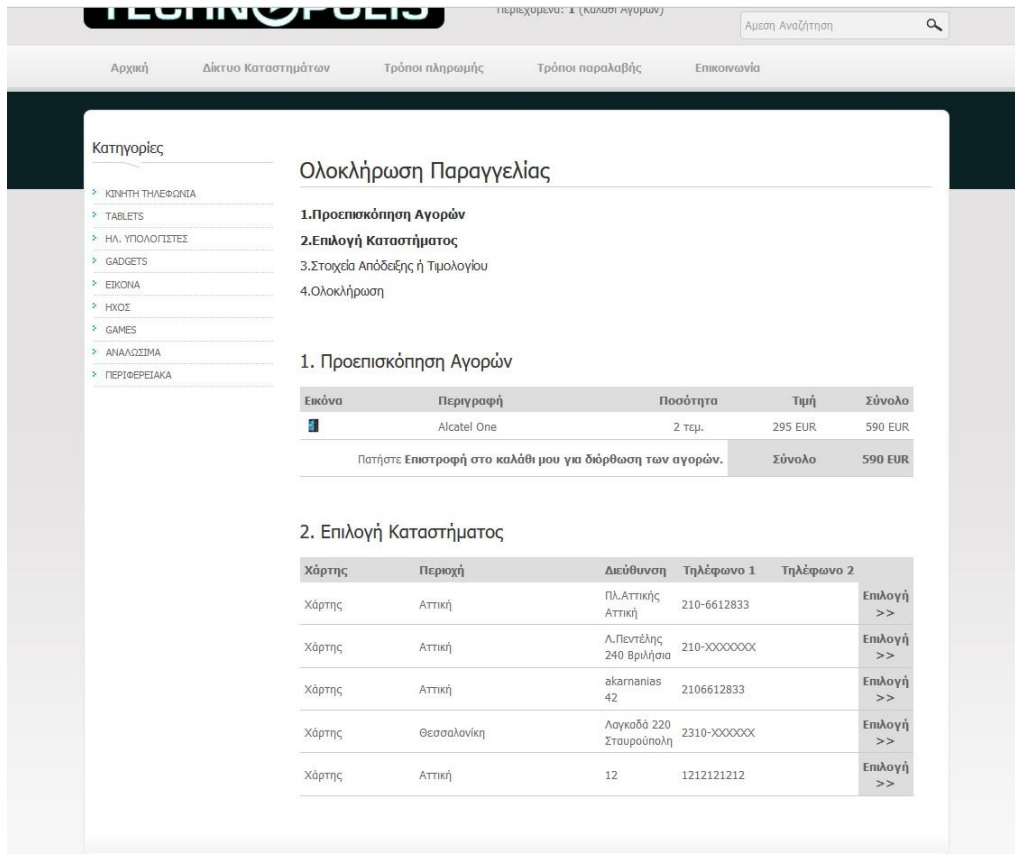 TECHNOPOLIS
Περιεχόμενα: 1 (Καλάθι Αγορών)
Αμεση Αναζήτηση
Αρχική Δίκτυο Καταστημάτων Τρόποι πληρωμής Τρόποι παραλαβής Επικοινωνία
Κατηγορίες
ΚΙΝΗΤΗ ΤΗΛΕΦΩΝΙΑ
TABLETS
ΗΛ. ΥΠΟΛΟΓΙΣΤΕΣ
GADGETS
ΕΙΚΟΝΑ
ΗΧΟΣ
GAMES
ΑΝΑΛΩΣΙΜΑ
ΠΕΡΙΦΕΡΕΙΑΚΑ
Ολοκλήρωση Παραγγελίας
1.Προεπισκόπηση Αγορών
2.Επιλογή Καταστήματος
3.Στοιχεία Απόδειξης ή Τιμολογίου
4.Ολοκλήρωση
1. Προεπισκόπηση Αγορών
Εικόνα Περιγραφή Ποσότητα Τιμή Σύνολο
Alcatel One 2 τεμ. 295 EUR 590 EUR
Πατήστε Επιστροφή στο καλάθι μου για διόρθωση των αγορών. Σύνολο 590 EUR
2. Επιλογή Καταστήματος
Χάρτης Περιοχή Διεύθυνση Τηλέφωνο 1 Τηλέφωνο 2
Χάρτης Αττική Πλ.Αττικής Αττική 210-6612833 Επιλογή >>
Χάρτης Αττική Λ.Πεντέλης 240 Βριλήσια 210-XXXXXXX Επιλογή >>
Χάρτης Αττική akarnanias 42 2106612833 Επιλογή >>
Χάρτης Θεσσαλονίκη Λαγκαδά 220 Σταυρούπολη 2310-XXXXXX Επιλογή >>
Χάρτης Αττική 12 1212121212 Επιλογή >>